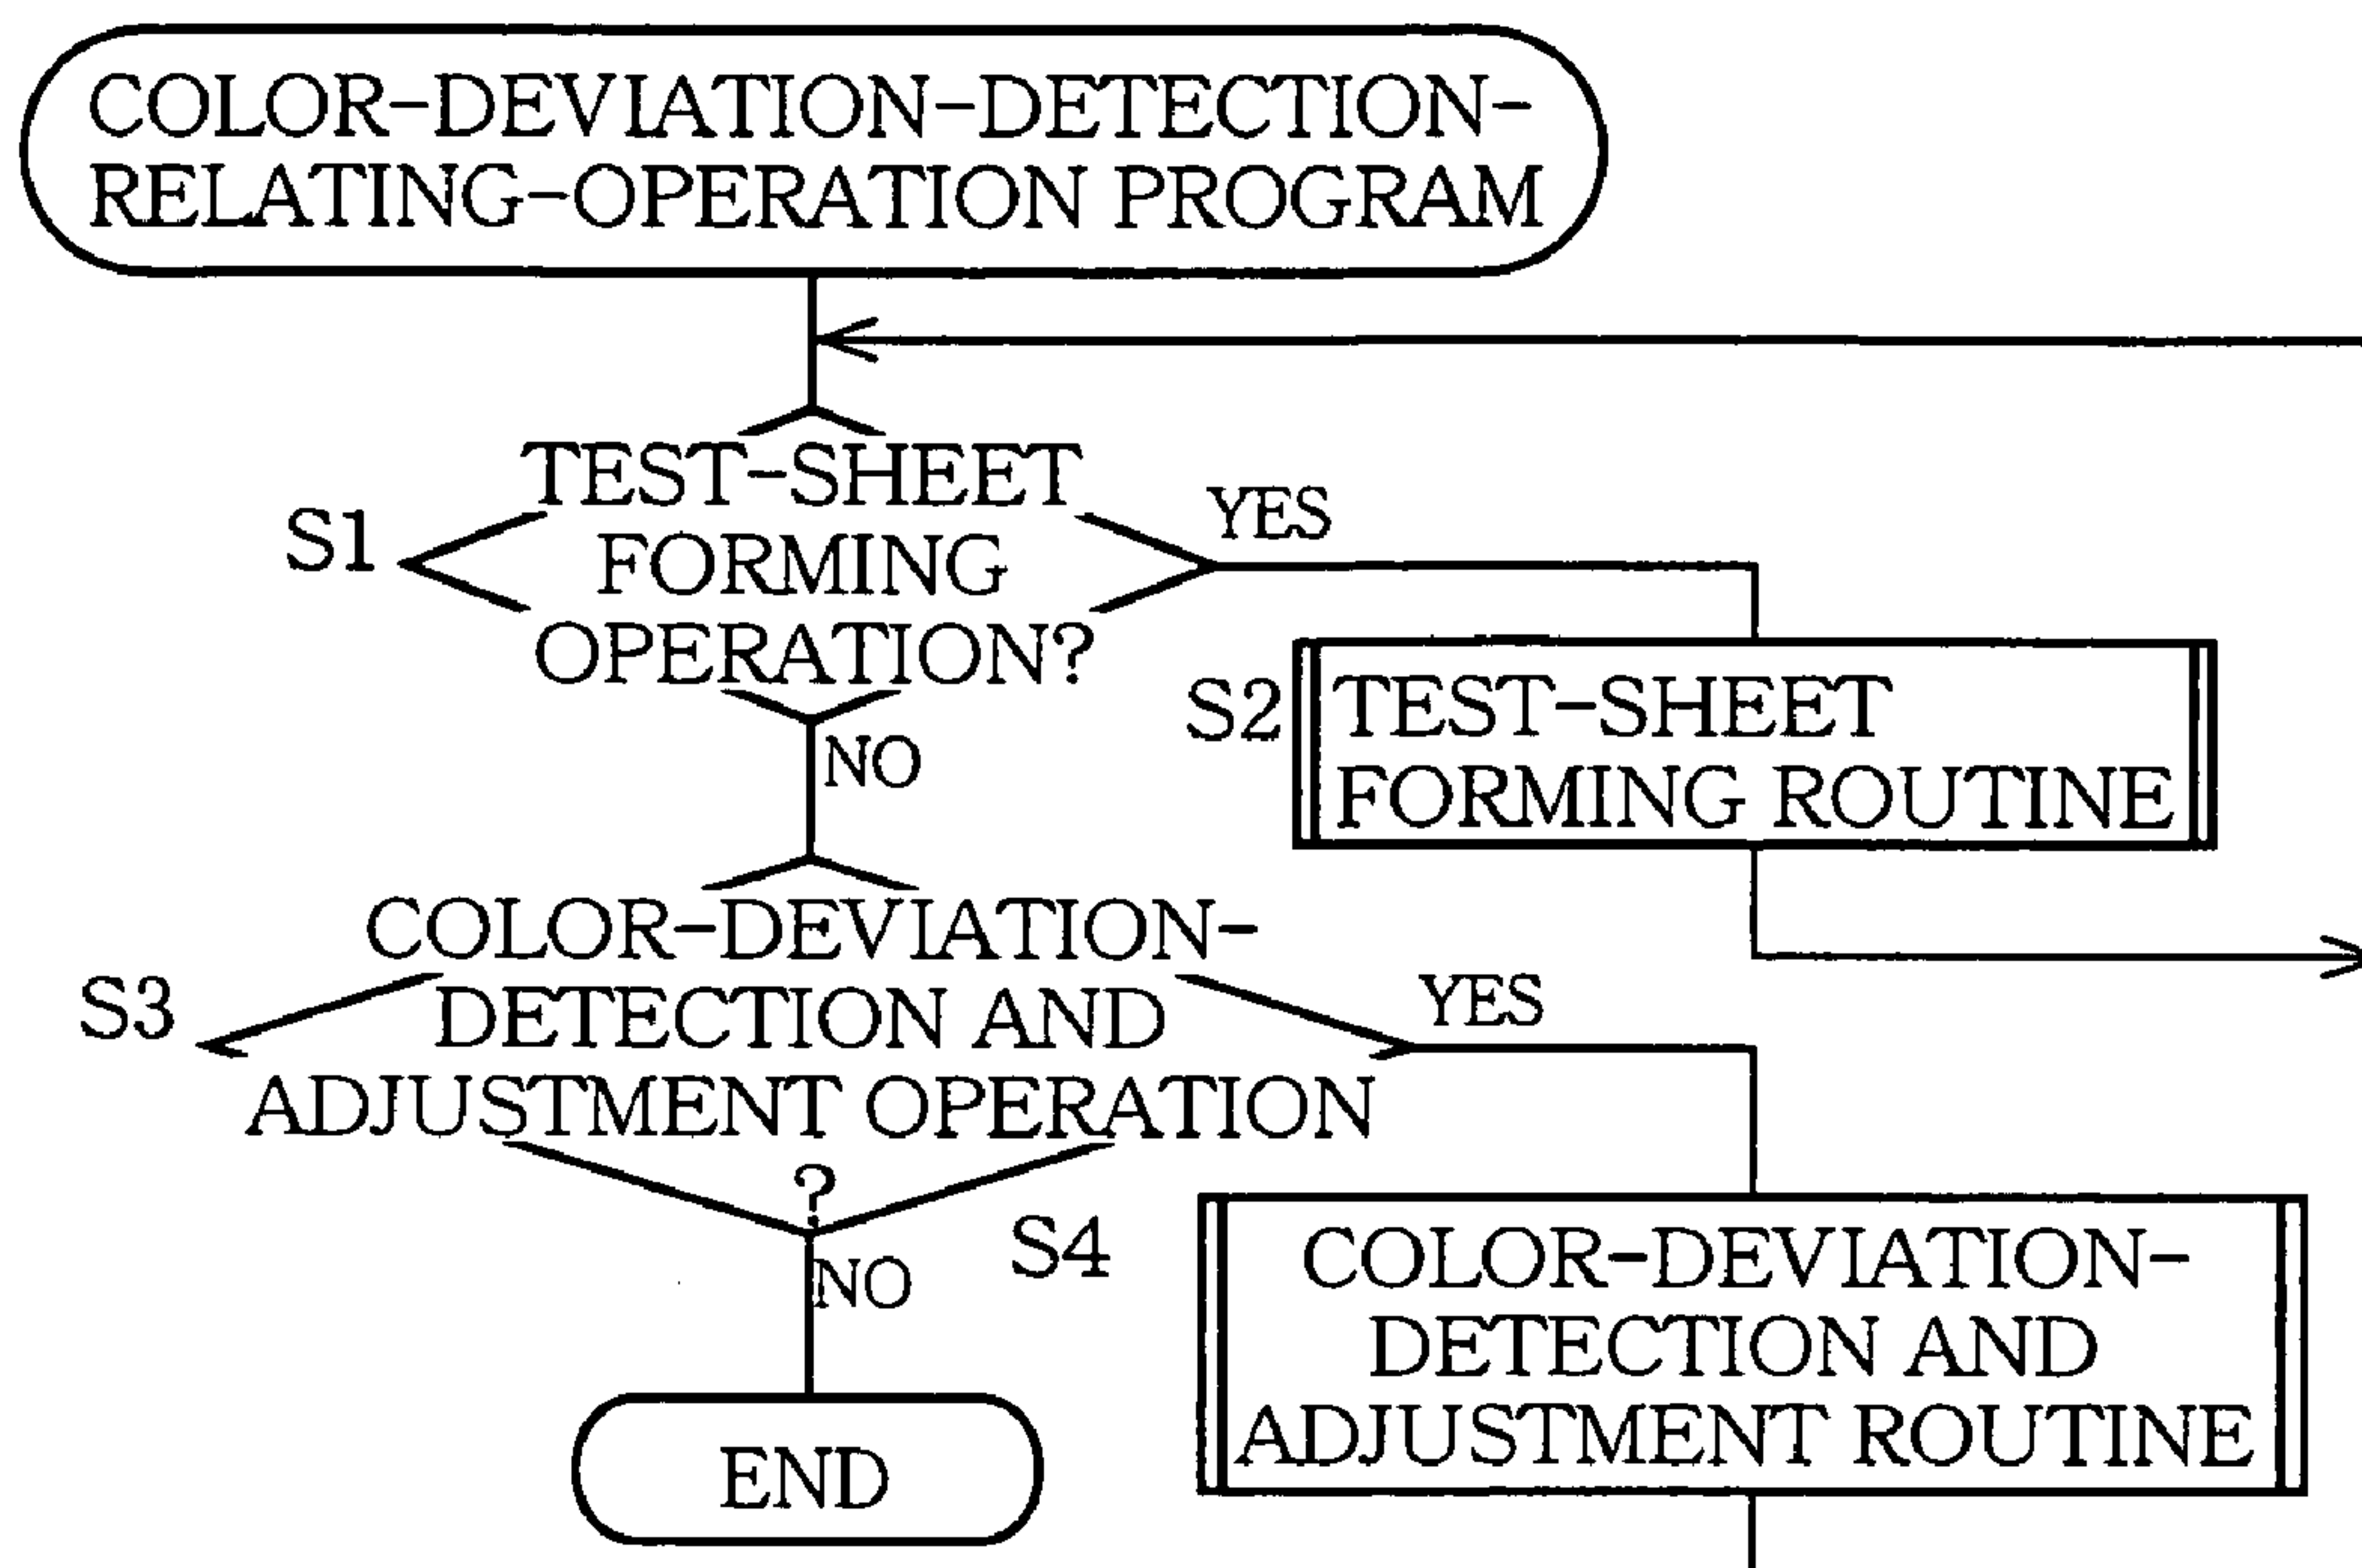 COLOR-DEVIATION-DETECTION-
RELATING-OPERATION PROGRAM
S1
TEST-SHEET
FORMING
OPERATION?
YES
NO
S2
TEST-SHEET
FORMING ROUTINE
S3
COLOR-DEVIATION-
DETECTION AND
ADJUSTMENT OPERATION
?
YES
NO
S4
COLOR-DEVIATION-
DETECTION AND
ADJUSTMENT ROUTINE
END